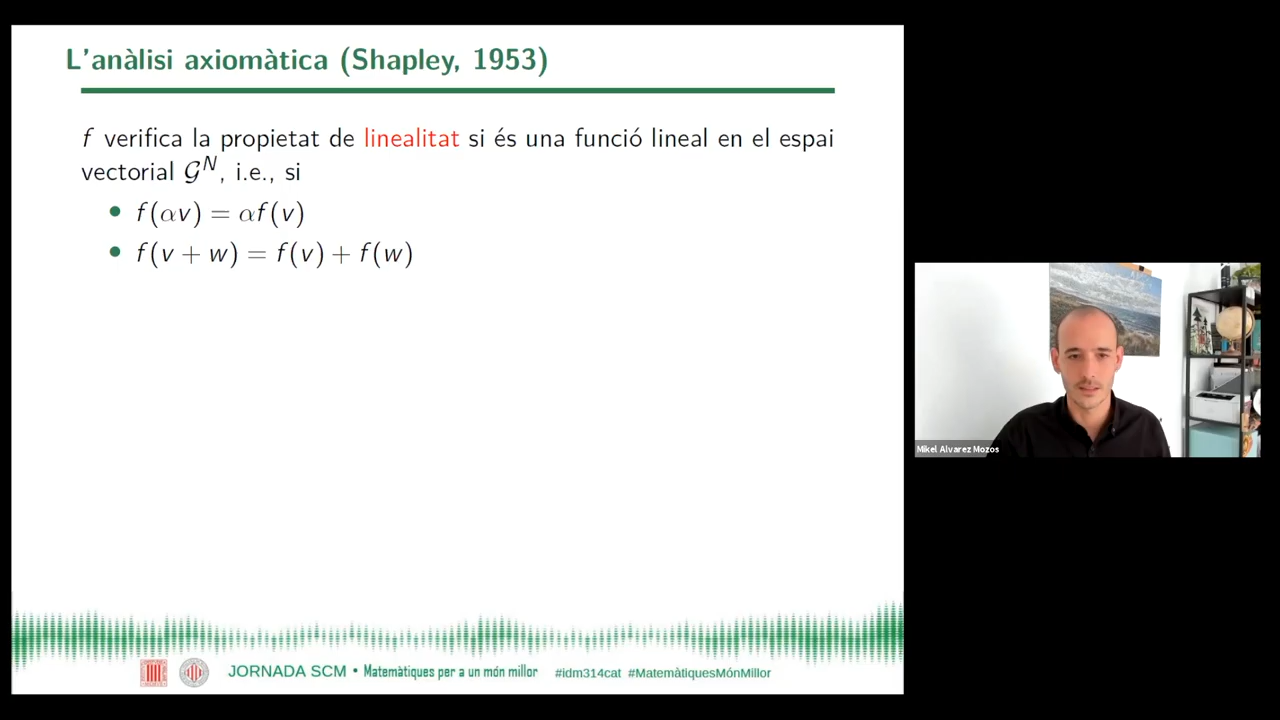 L'anàlisi axiomàtica (Shapley, 1953)
f verifica la propietat de linealitat si és una funció lineal en el espai
vectorial 𝒢^N, i.e., si
• f(αv) = αf(v)
• f(v + w) = f(v) + f(w)
Mikel Alvarez Mozos
JORNADA SCM • Matemàtiques per a un món millor #idm314cat #MatemàtiquesMónMillor